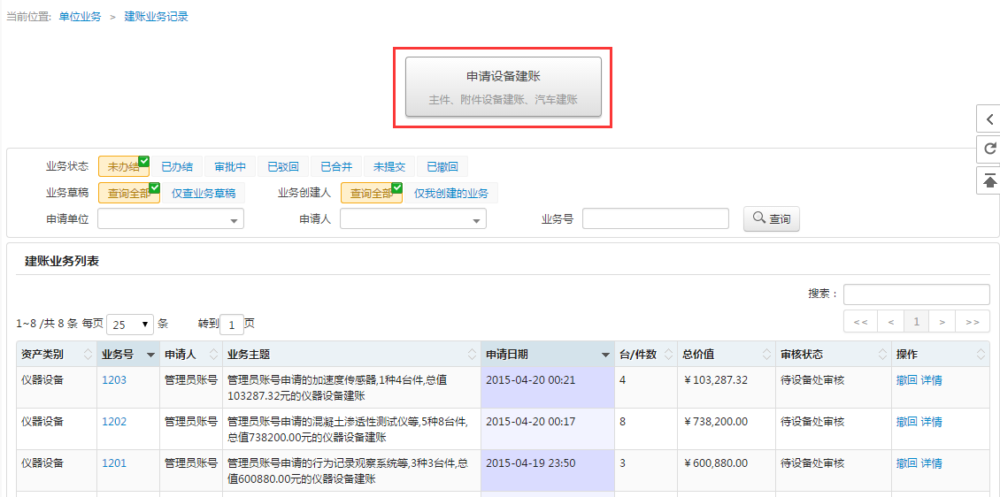 当前位置: 单位业务 > 建账业务记录
申请设备建账
主件、附件设备建账、汽车建账
业务状态 未办结 已办结 审批中 已驳回 已合并 未提交 已撤回
业务草稿 查询全部 仅查业务草稿 业务创建人 查询全部 仅我创建的业务
申请单位 申请人 业务号 查询
建账业务列表
搜索：
1~8 /共 8 条 每页 25 条 转到 1 页
<< < 1 > >>
资产类别 业务号 申请人 业务主题 申请日期 台/件数 总价值 审核状态 操作
仪器设备 1203 管理员账号 管理员账号申请的加速度传感器,1种4台件,总值 2015-04-20 00:21 4 ￥103,287.32 待设备处审核 撤回 详情
103287.32元的仪器设备建账
仪器设备 1202 管理员账号 管理员账号申请的混凝土渗透性测试仪等,5种8台件, 2015-04-20 00:17 8 ￥738,200.00 待设备处审核 撤回 详情
总值738200.00元的仪器设备建账
仪器设备 1201 管理员账号 管理员账号申请的行为记录观察系统等,3种3台件,总 2015-04-19 23:50 3 ￥600,880.00 待设备处审核 撤回 详情
值600880.00元的仪器设备建账